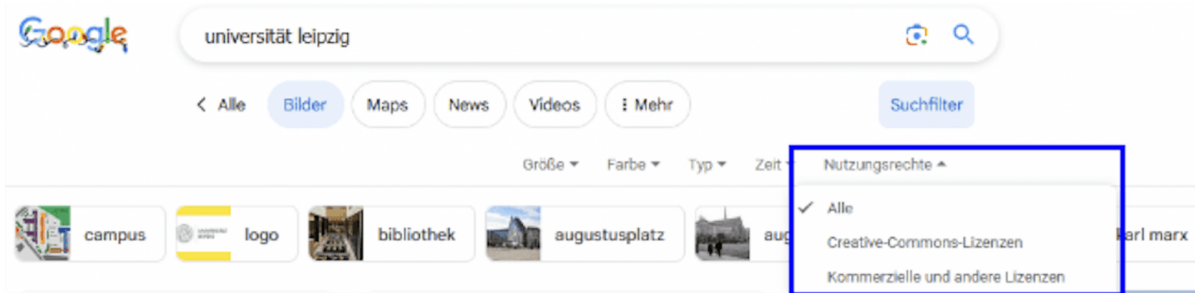 Google
universität leipzig
Alle Bilder Maps News Videos Mehr Suchfilter
Größe Farbe Typ Zeit Nutzungsrechte
Alle
Creative-Commons-Lizenzen
Kommerzielle und andere Lizenzen
campus logo bibliothek augustusplatz aug karl marx